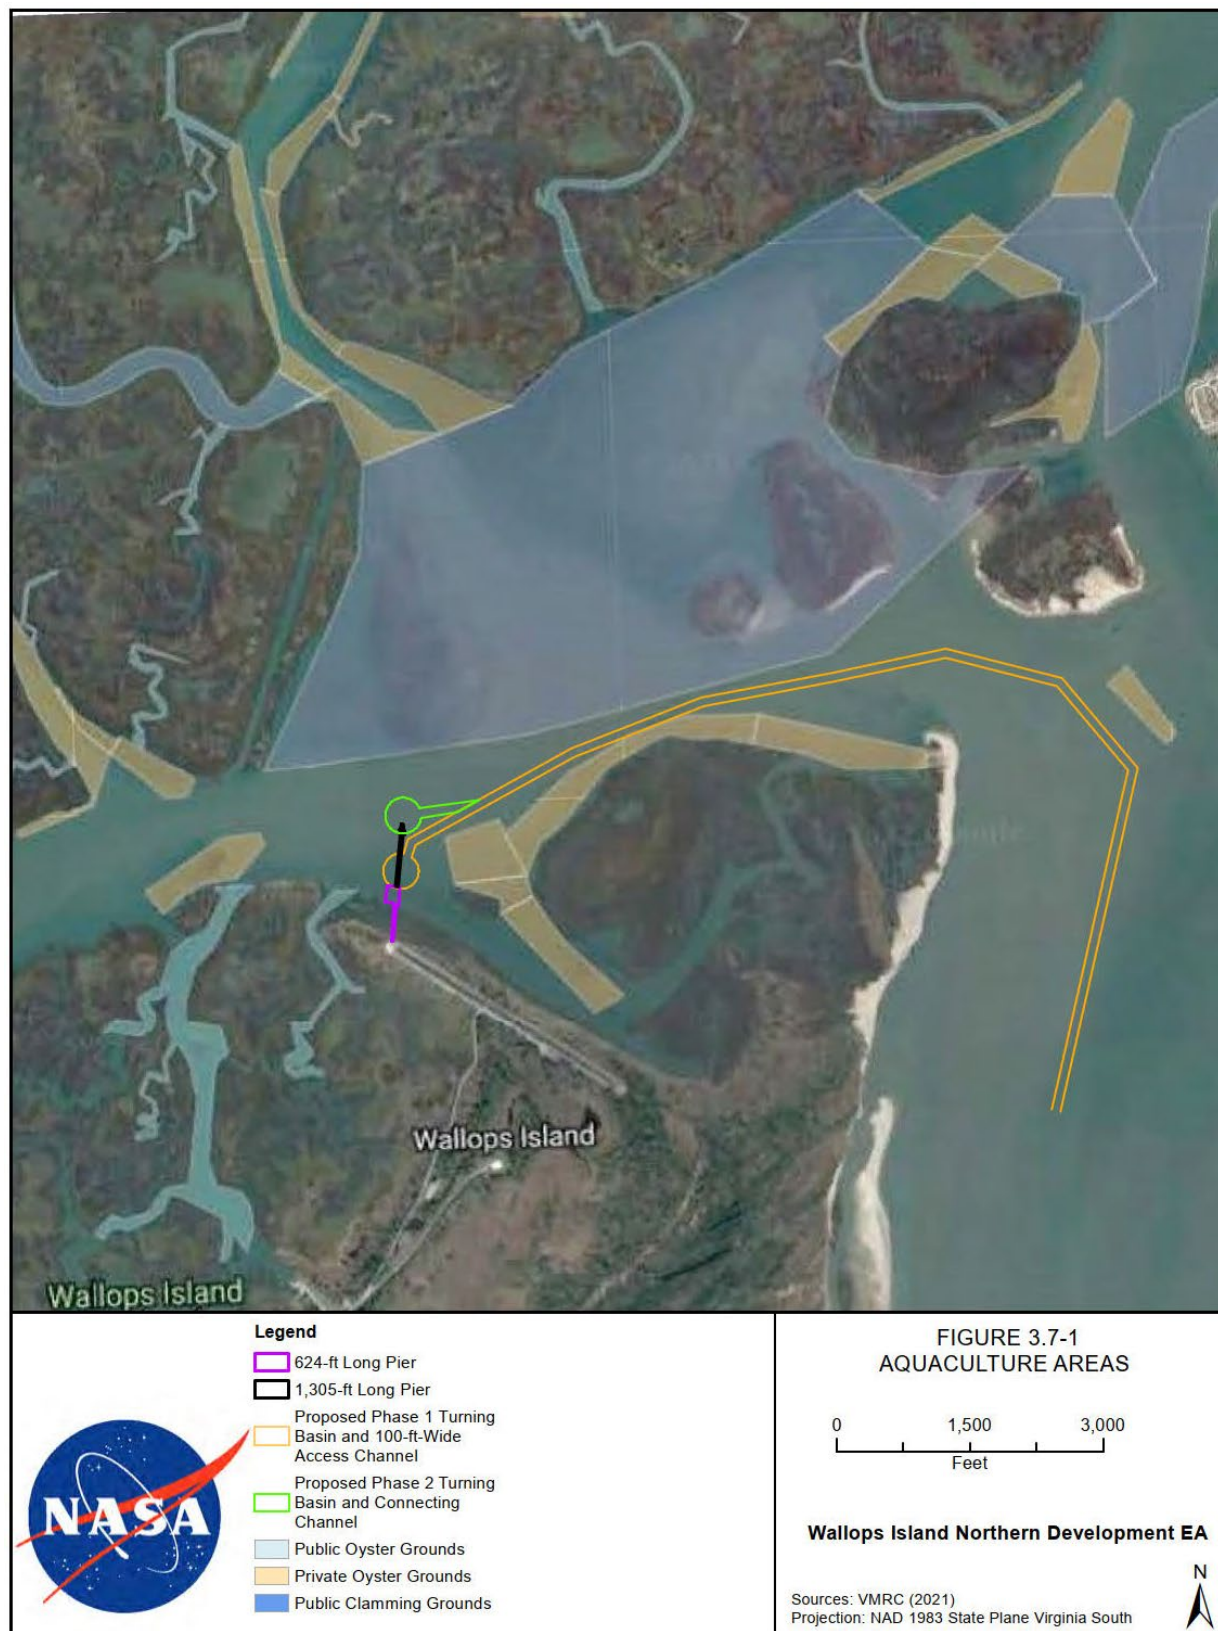 Wallops Island
Wallops Island
Legend
624-ft Long Pier
1,305-ft Long Pier
Proposed Phase 1 Turning
Basin and 100-ft-Wide
Access Channel
Proposed Phase 2 Turning
Basin and Connecting
Channel
Public Oyster Grounds
Private Oyster Grounds
Public Clamming Grounds
NASA
FIGURE 3.7-1
AQUACULTURE AREAS
0 1,500 3,000
Feet
Wallops Island Northern Development EA
N
Sources: VMRC (2021)
Projection: NAD 1983 State Plane Virginia South